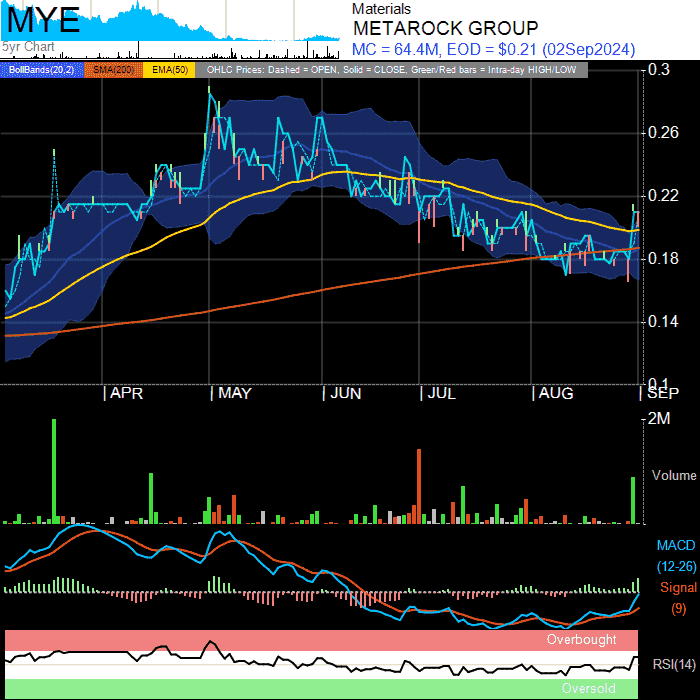 MYE
5yr Chart
Materials
METAROCK GROUP
MC = 64.4M, EOD = $0.21 (02Sep2024)
BollBands(20,2) SMA(200) EMA(50) OHLC Prices: Dashed = OPEN, Solid = CLOSE, Green/Red bars = Intra-day HIGH/LOW
0.3
0.26
0.22
0.18
0.14
0.1
APR MAY JUN JUL AUG SEP
2M
Volume
MACD
(12-26)
Signal
(9)
Overbought
RSI(14)
Oversold